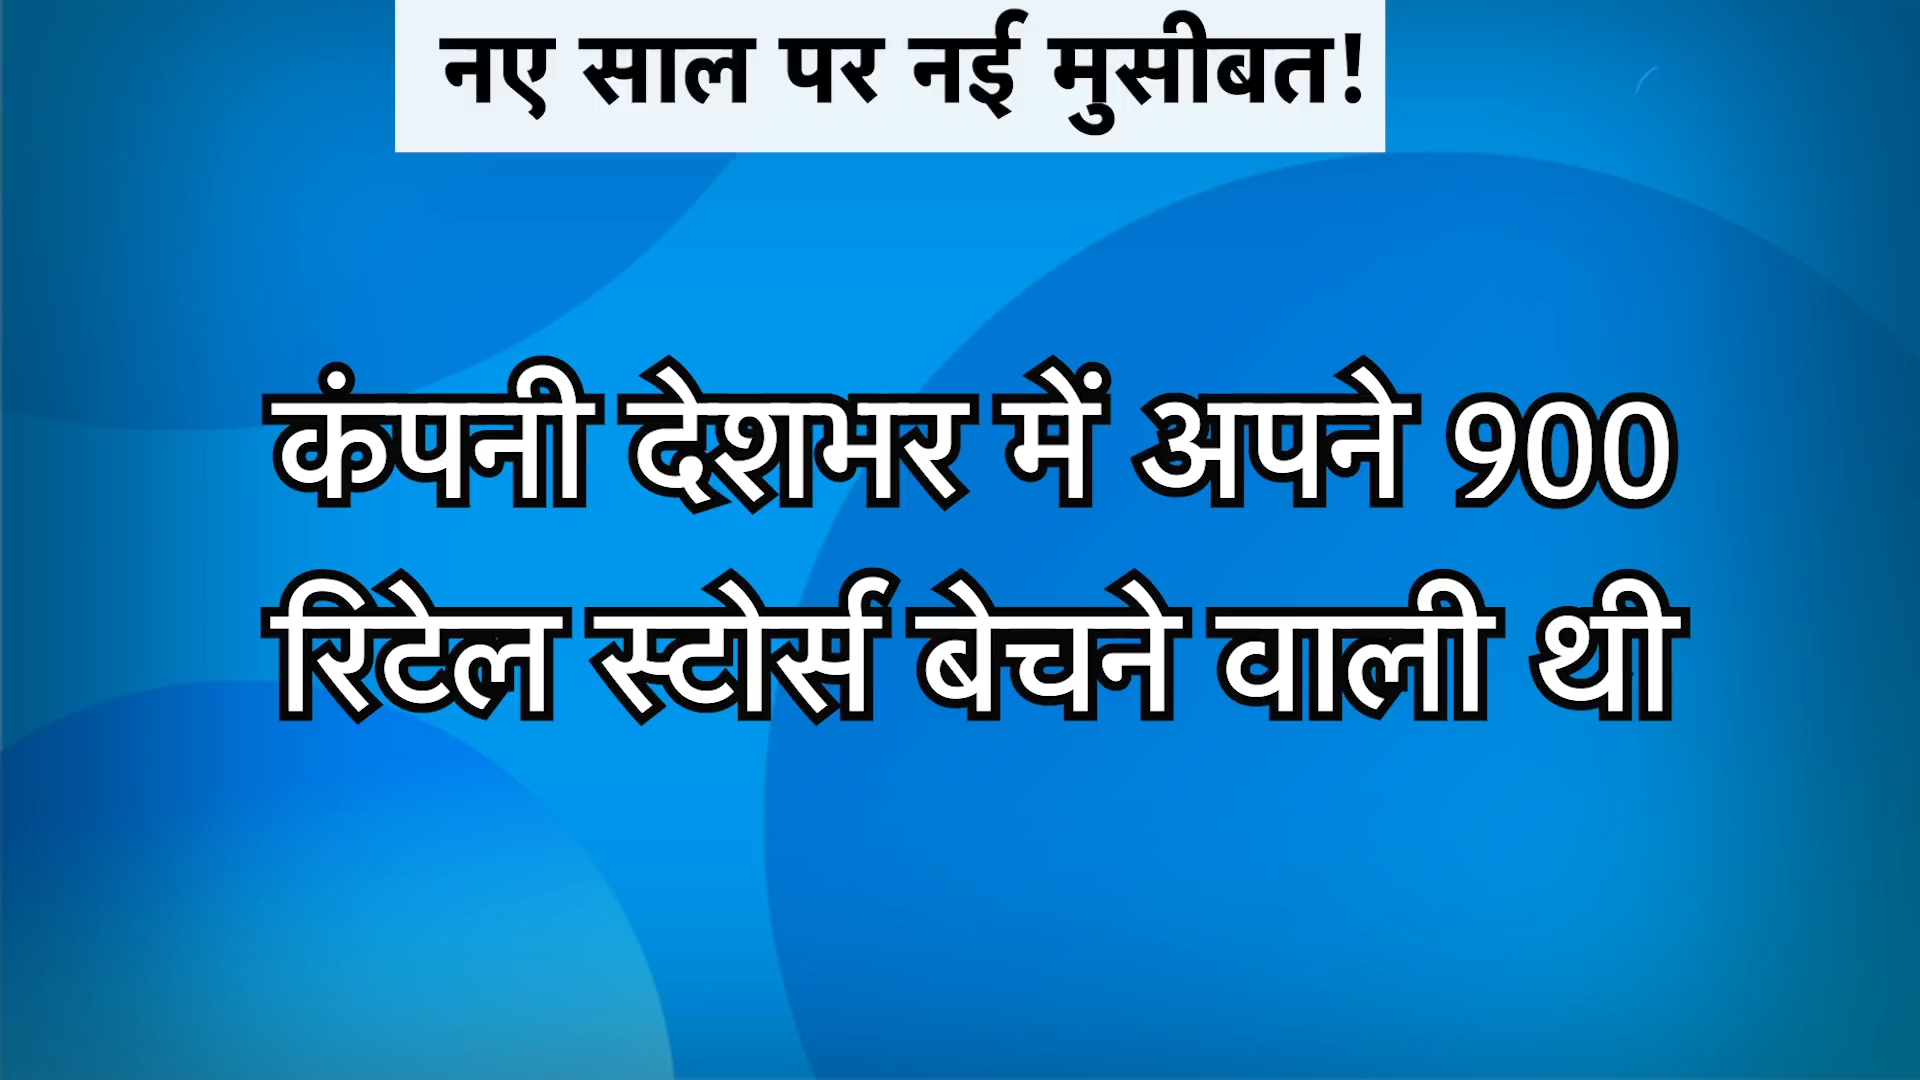 नए साल पर नई मुसीबत!
कंपनी देशभर में अपने 900
रिटेल स्टोर्स बेचने वाली थी